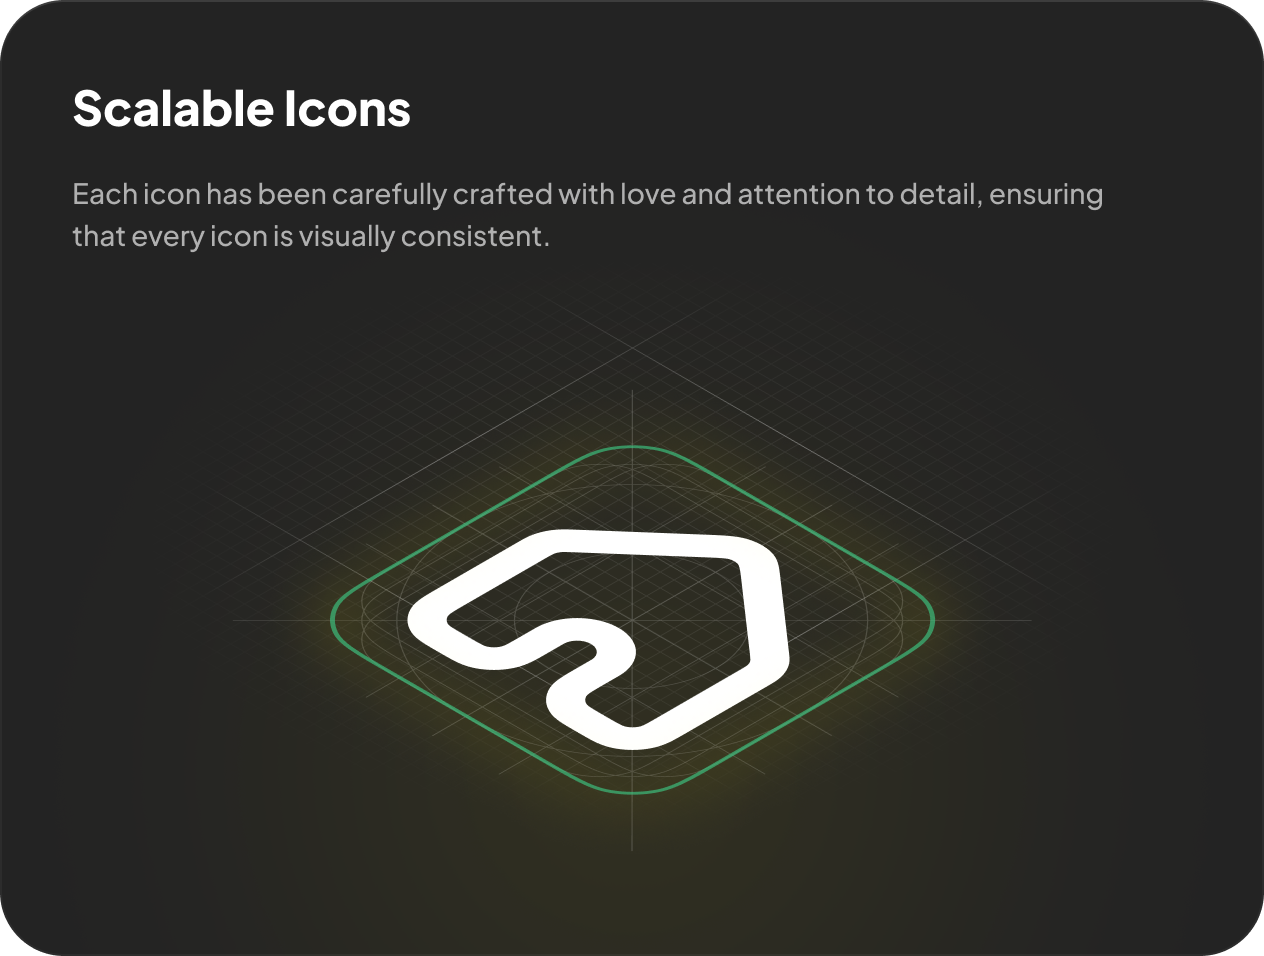 Scalable Icons
Each icon has been carefully crafted with love and attention to detail, ensuring
that every icon is visually consistent.